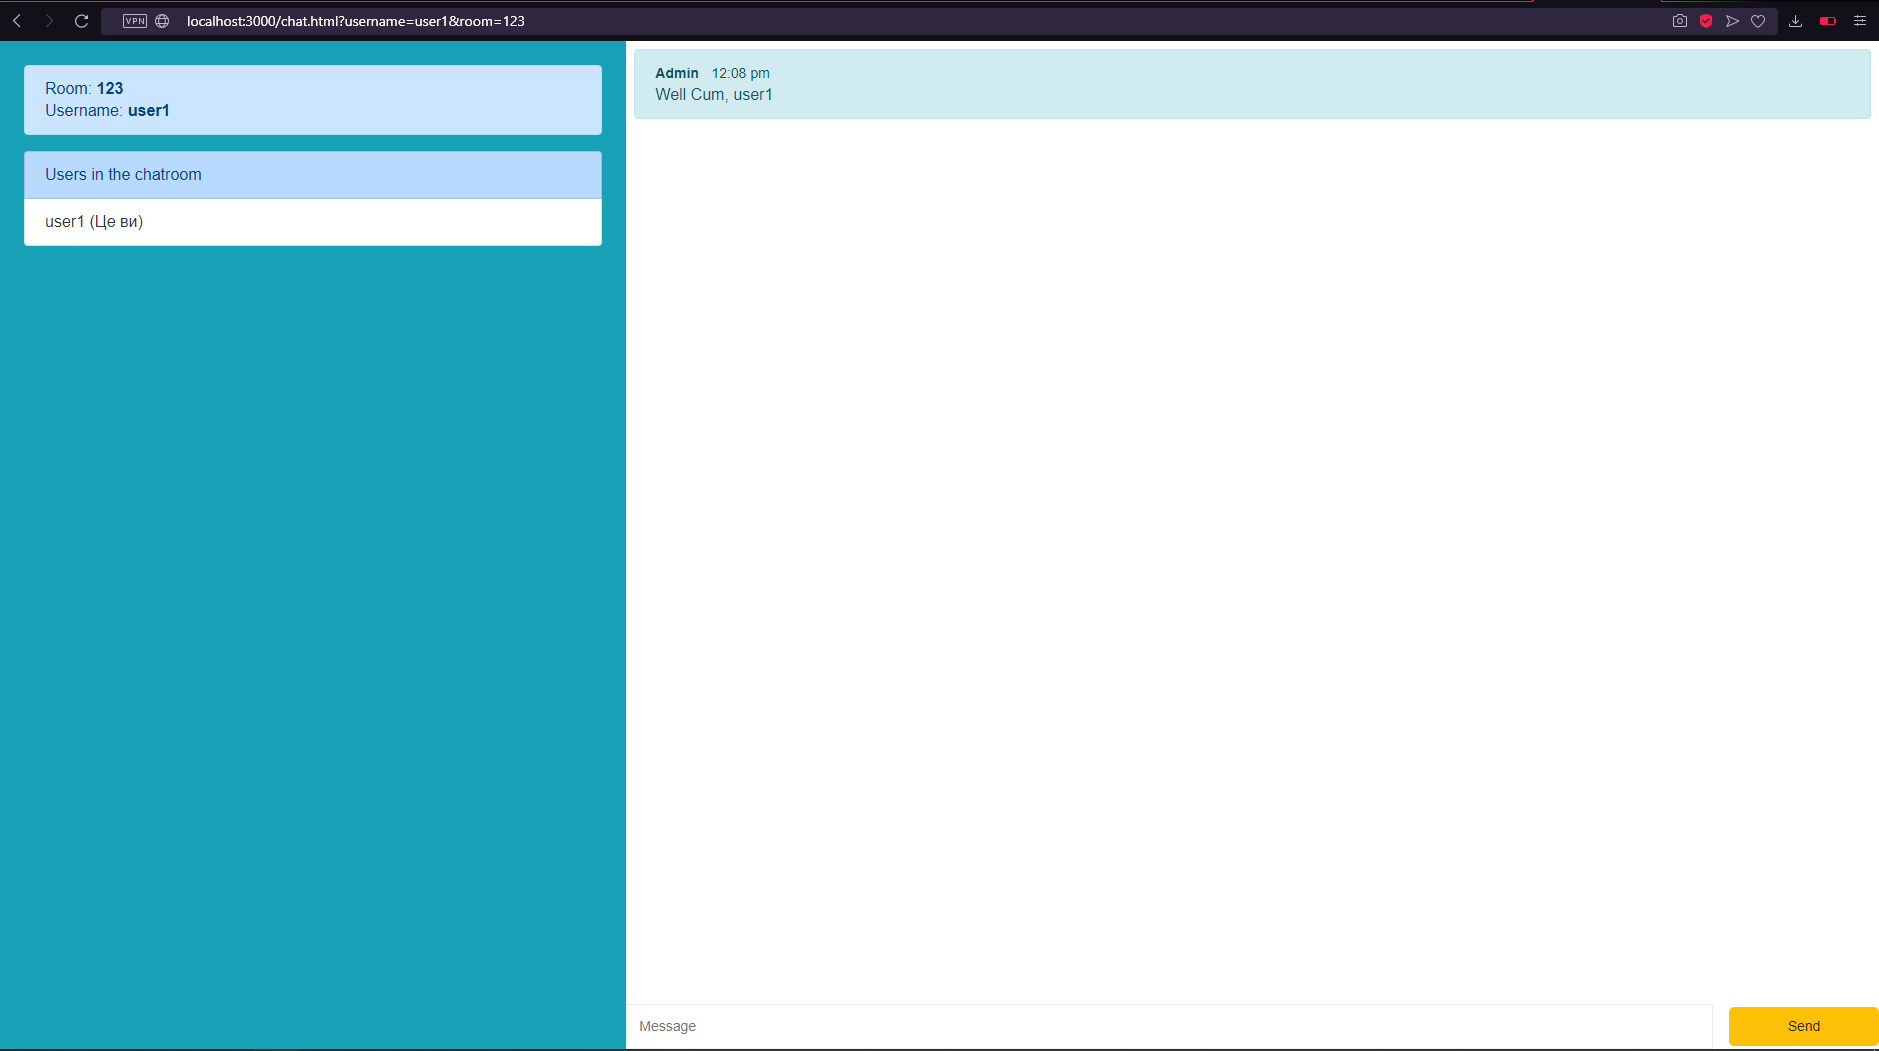 VPN
localhost:3000/chat.html?username=user1&room=123
Room: 123
Username: user1
Users in the chatroom
user1 (Це ви)
Admin 12:08 pm
Well Cum, user1
Message
Send